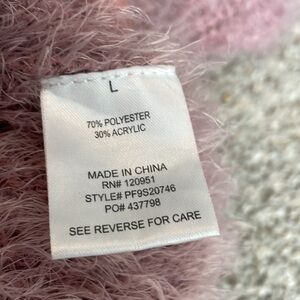 L
70% POLYESTER
30% ACRYLIC
MADE IN CHINA
RN# 120951
STYLE# PF9S20746
PO# 437798
SEE REVERSE FOR CARE